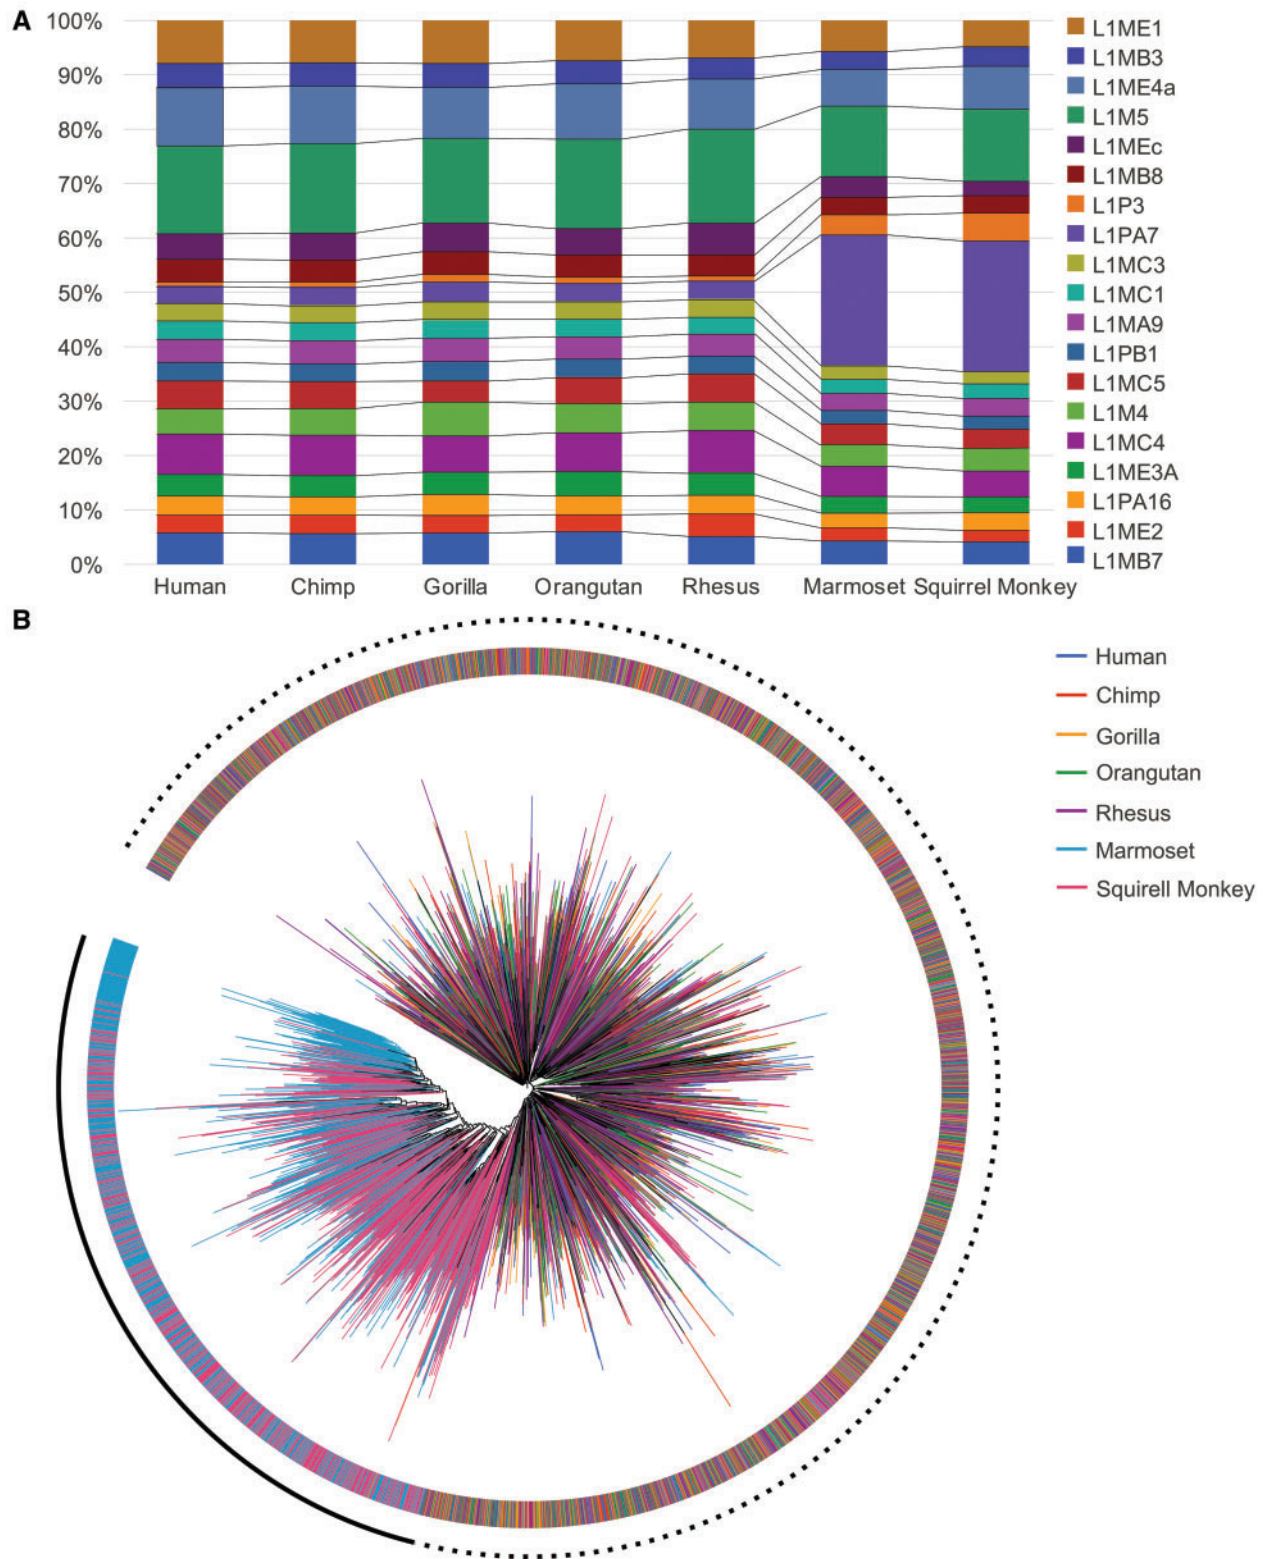 A
100%
90%
80%
70%
60%
50%
40%
30%
20%
10%
0%
Human Chimp Gorilla Orangutan Rhesus Marmoset Squirrel Monkey
L1ME1
L1MB3
L1ME4a
L1M5
L1MEc
L1MB8
L1P3
L1PA7
L1MC3
L1MC1
L1MA9
L1PB1
L1MC5
L1M4
L1MC4
L1ME3A
L1PA16
L1ME2
L1MB7
B
Human
Chimp
Gorilla
Orangutan
Rhesus
Marmoset
Squirell Monkey